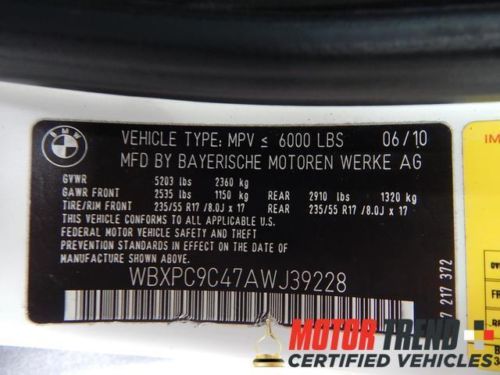 BMW
VEHICLE TYPE: MPV ≤ 6000 LBS 06/10
MFD BY BAYERISCHE MOTOREN WERKE AG
GVWR 5203 lbs 2360 kg
GAWR FRONT 2535 lbs 1150 kg REAR 2910 lbs 1320 kg
TIRE/RIM FRONT 235/55 R17 /8.0J x 17 REAR 235/55 R17 /8.0J x 17
THIS VEHICLE CONFORMS TO ALL APPLICABLE U.S.
FEDERAL MOTOR VEHICLE SAFETY AND THEFT
PREVENTION STANDARDS IN EFFECT ON THE DATE
OF MANUFACTURE SHOWN ABOVE.
WBXPC9C47AWJ39228
7 217 372
MOTOR TREND
CERTIFIED VEHICLES